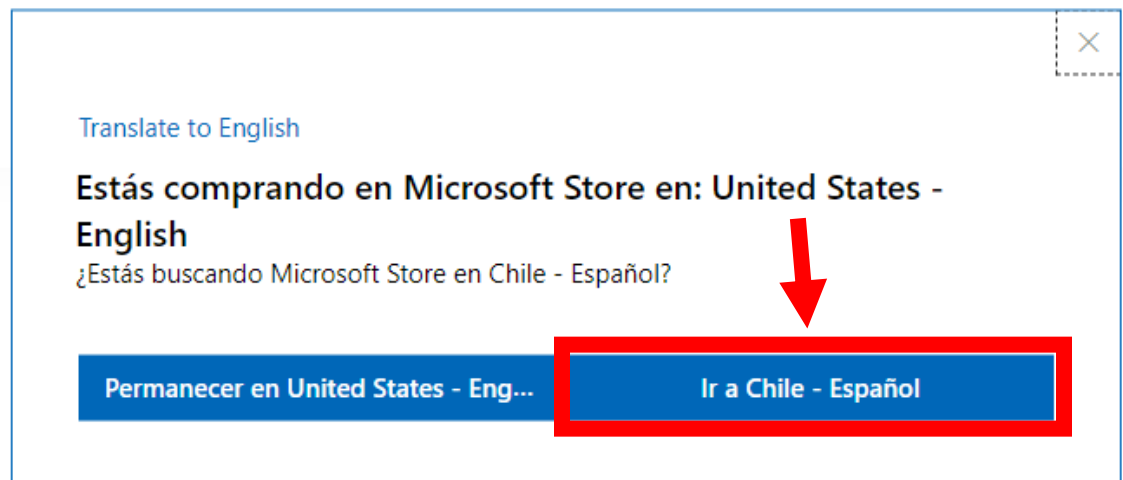 Translate to English
Estás comprando en Microsoft Store en: United States -
English
¿Estás buscando Microsoft Store en Chile - Español?
Permanecer en United States - Eng...
Ir a Chile - Español